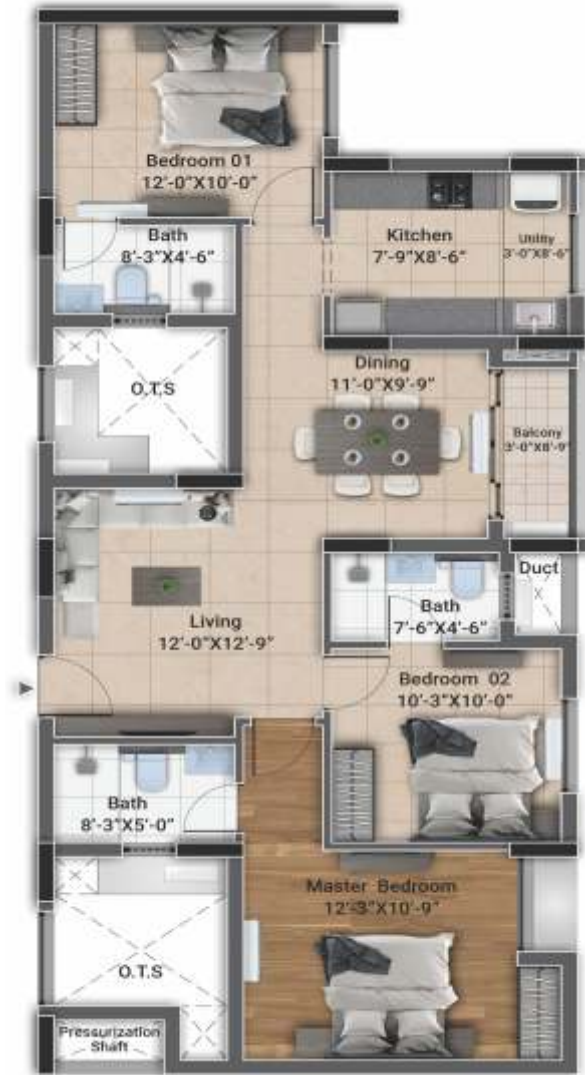 Bedroom 01
12'-0"X10'-0"
Bath
8'-3"X4'-6"
Kitchen
7'-9"X8'-6"
Utility
3'-0"X8'-6"
O.T.S
Dining
11'-0"X9'-9"
Balcony
3'-0"X8'-9"
Living
12'-0"X12'-9"
Duct
Bath
7'-6"X4'-6"
Bedroom 02
10'-3"X10'-0"
Bath
8'-3"X5'-0"
Master Bedroom
12'-3"X10'-9"
O.T.S
Pressurization
Shaft